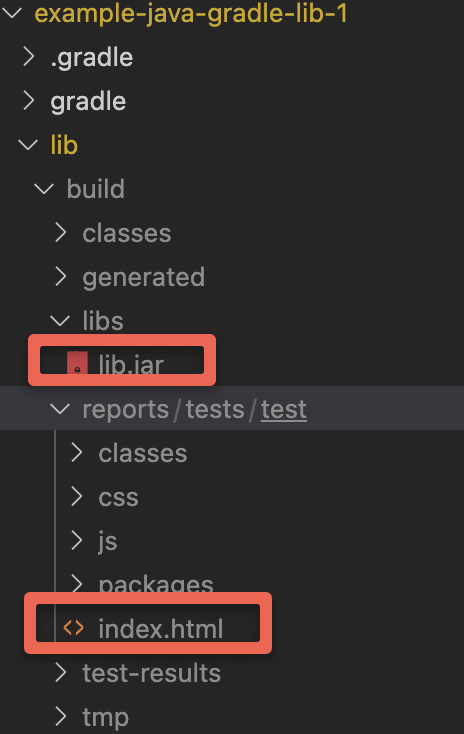 example-java-gradle-lib-1
.gradle
gradle
lib
build
classes
generated
libs
lib.jar
reports/tests/test
classes
css
js
packages
index.html
test-results
tmp